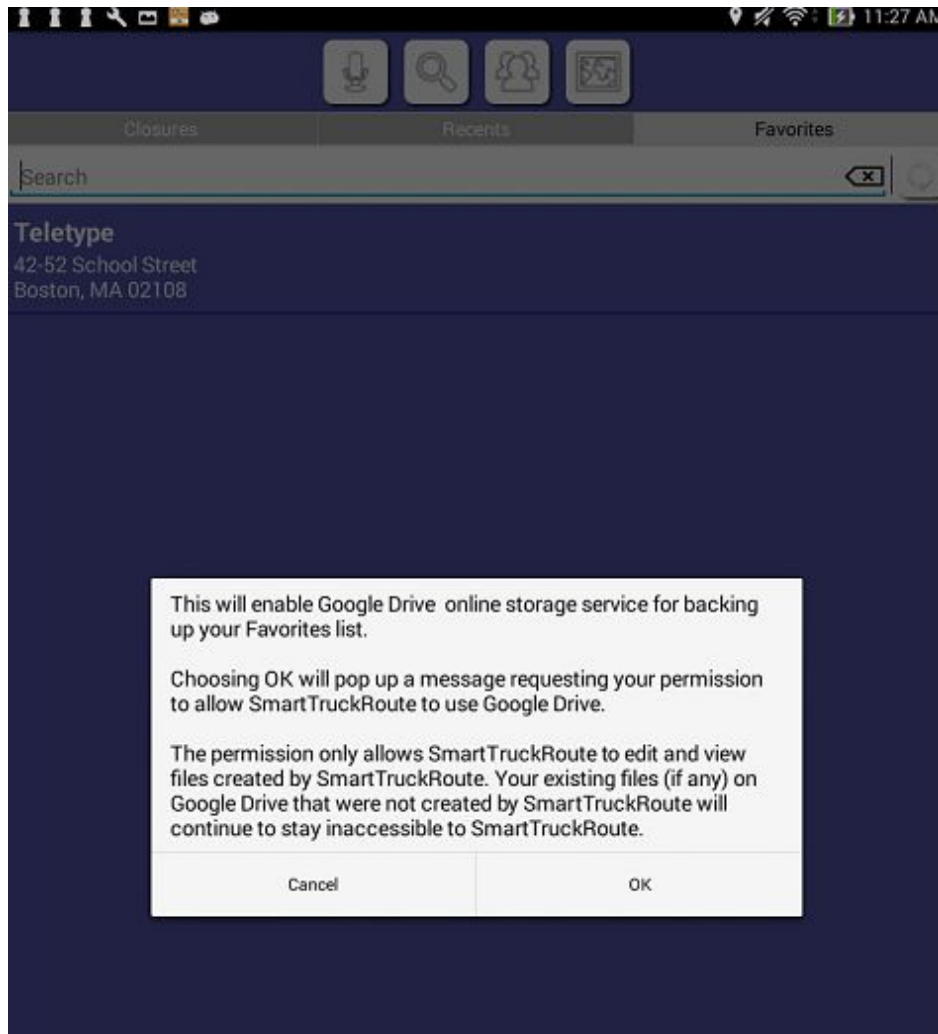 11:27 AM
Closures Recents Favorites
Search
Teletype
42-52 School Street
Boston, MA 02108
This will enable Google Drive online storage service for backing
up your Favorites list.
Choosing OK will pop up a message requesting your permission
to allow SmartTruckRoute to use Google Drive.
The permission only allows SmartTruckRoute to edit and view
files created by SmartTruckRoute. Your existing files (if any) on
Google Drive that were not created by SmartTruckRoute will
continue to stay inaccessible to SmartTruckRoute.
Cancel OK